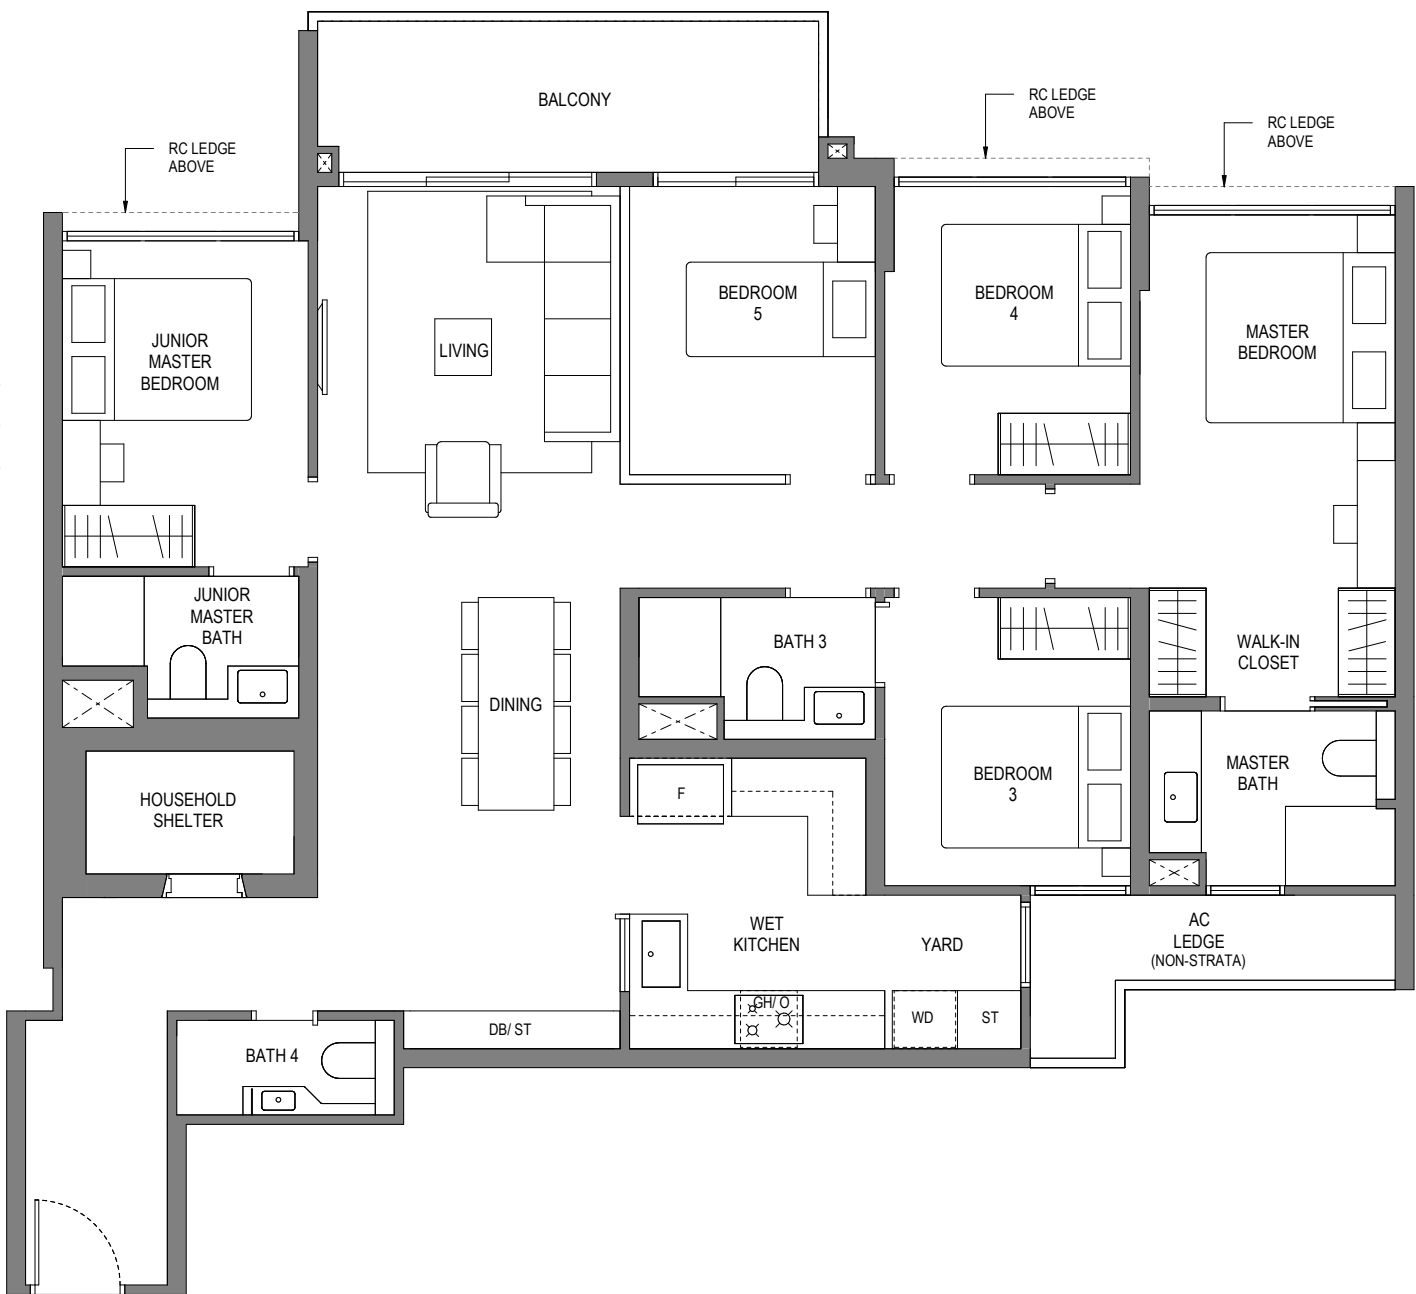 BALCONY
RC LEDGE
ABOVE
RC LEDGE
ABOVE
RC LEDGE
ABOVE
JUNIOR
MASTER
BEDROOM
LIVING
BEDROOM
5
BEDROOM
4
MASTER
BEDROOM
JUNIOR
MASTER
BATH
BATH 3
WALK-IN
CLOSET
DINING
HOUSEHOLD
SHELTER
F
BEDROOM
3
MASTER
BATH
WET
KITCHEN
YARD
AC
LEDGE
(NON-STRATA)
GH/ O
WD
ST
DB/ ST
BATH 4